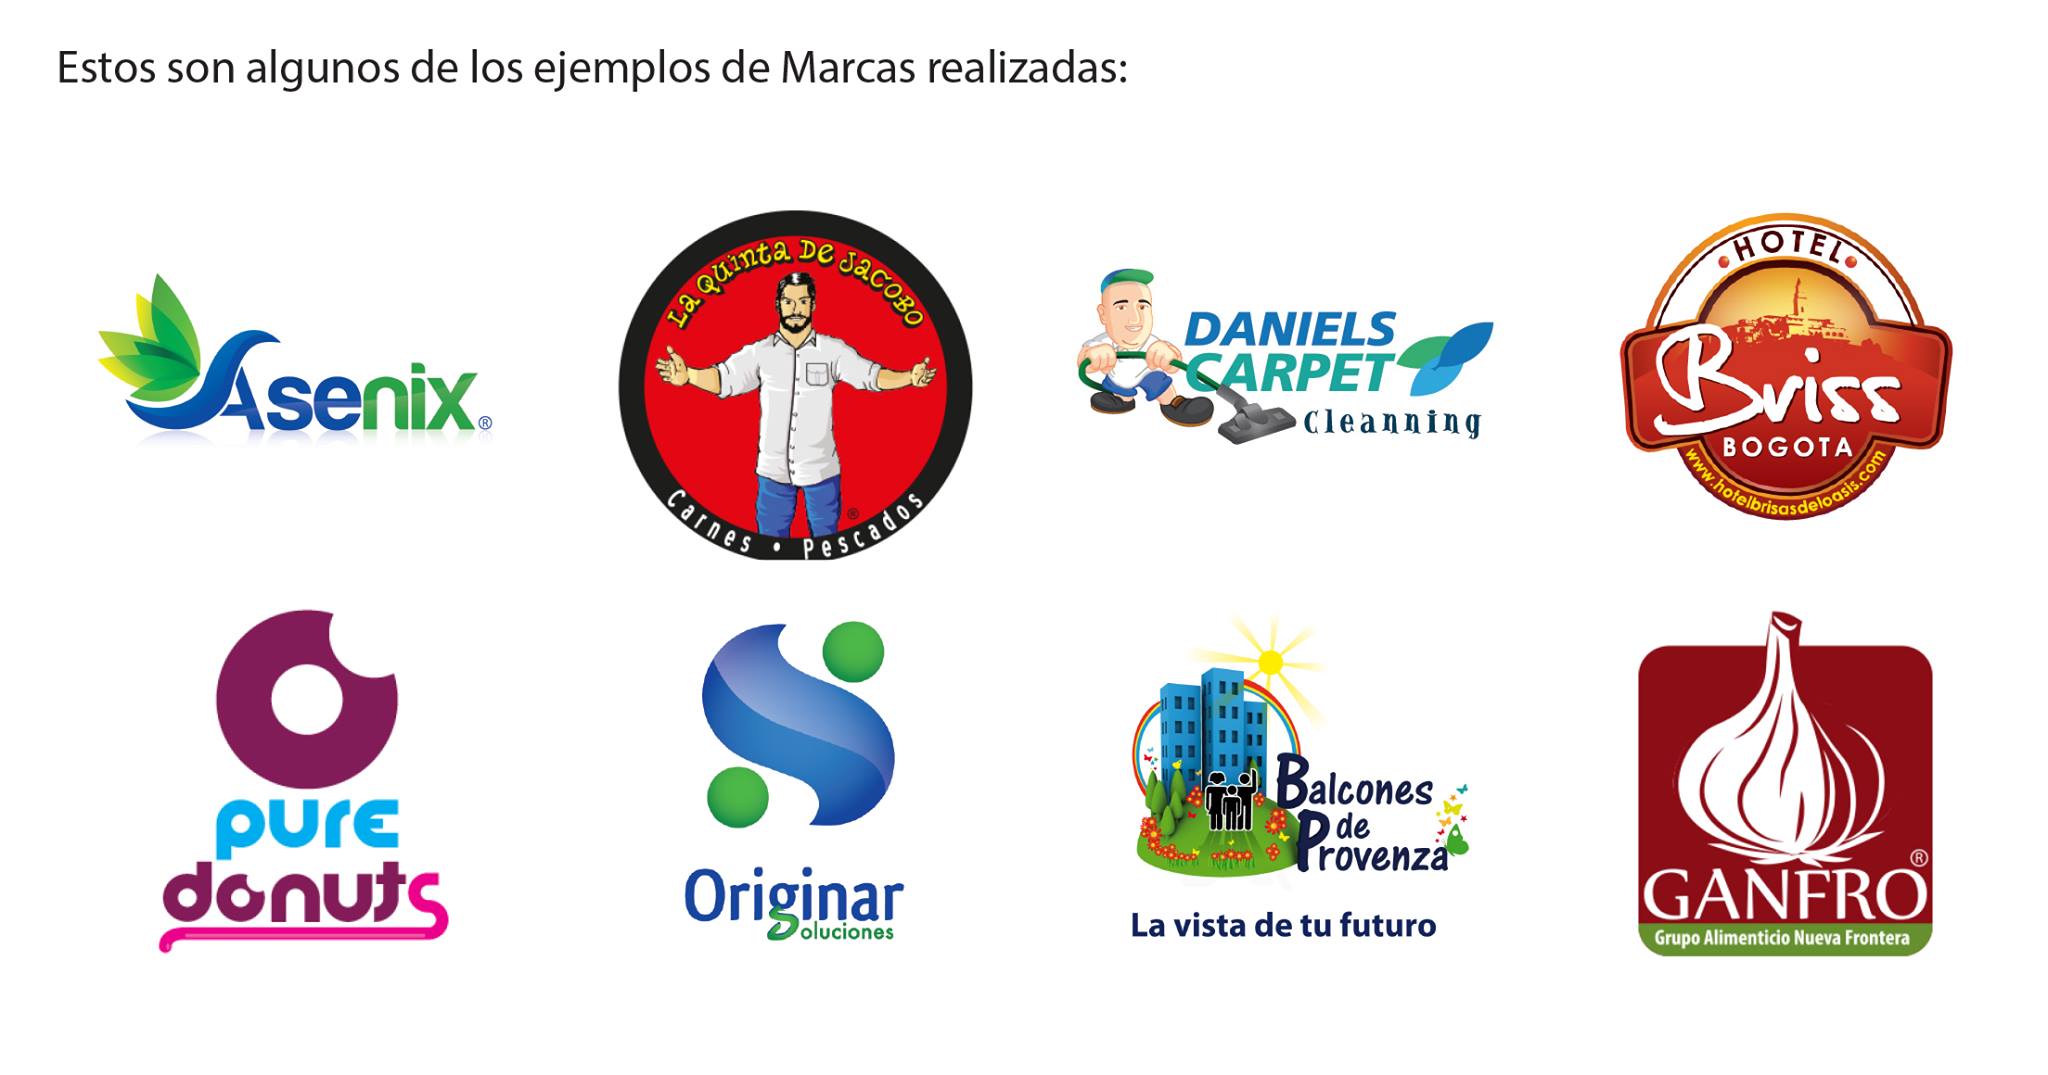 Estos son algunos de los ejemplos de Marcas realizadas:
Asenix ®
La Quinta De Jacobo
®
Carnes • Pescados
DANIELS
CARPET
Cleanning
• HOTEL •
Bviss
BOGOTA
www.hotelbrisasdeloasis.com
pure
donuts
Originar
Soluciones
Balcones
de
Provenza
La vista de tu futuro
®
GANFRO
Grupo Alimenticio Nueva Frontera